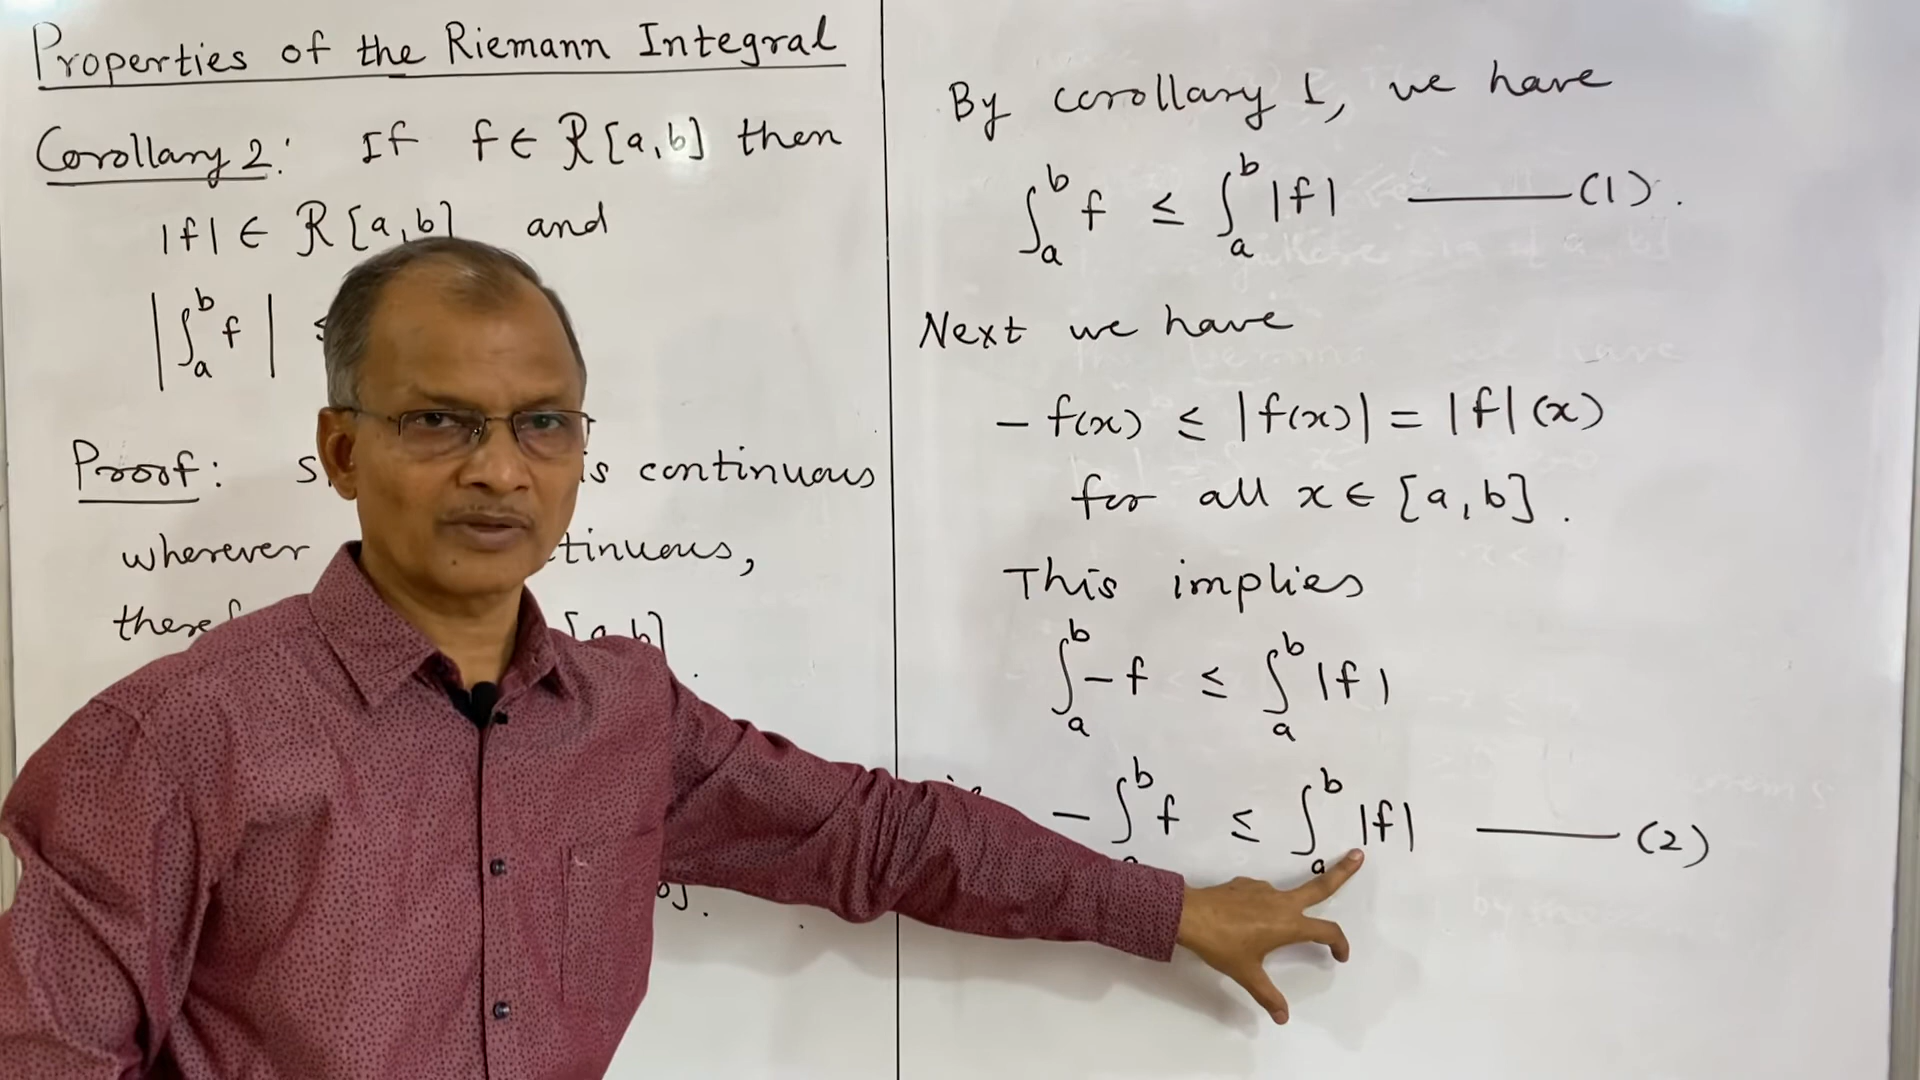 Properties of the Riemann Integral
Corollary 2: If f ∈ R [a, b] then
|f| ∈ R [a, b] and
| ∫_a^b f | ≤
Proof: is continuous
wherever
[a, b].
By corollary 1, we have
∫_a^b f ≤ ∫_a^b |f| ——— (1).
Next we have
- f(x) ≤ |f(x)| = |f| (x)
for all x ∈ [a, b].
This implies
∫_a^b - f ≤ ∫_a^b |f|
- ∫_a^b f ≤ ∫_a^b |f| ——— (2)